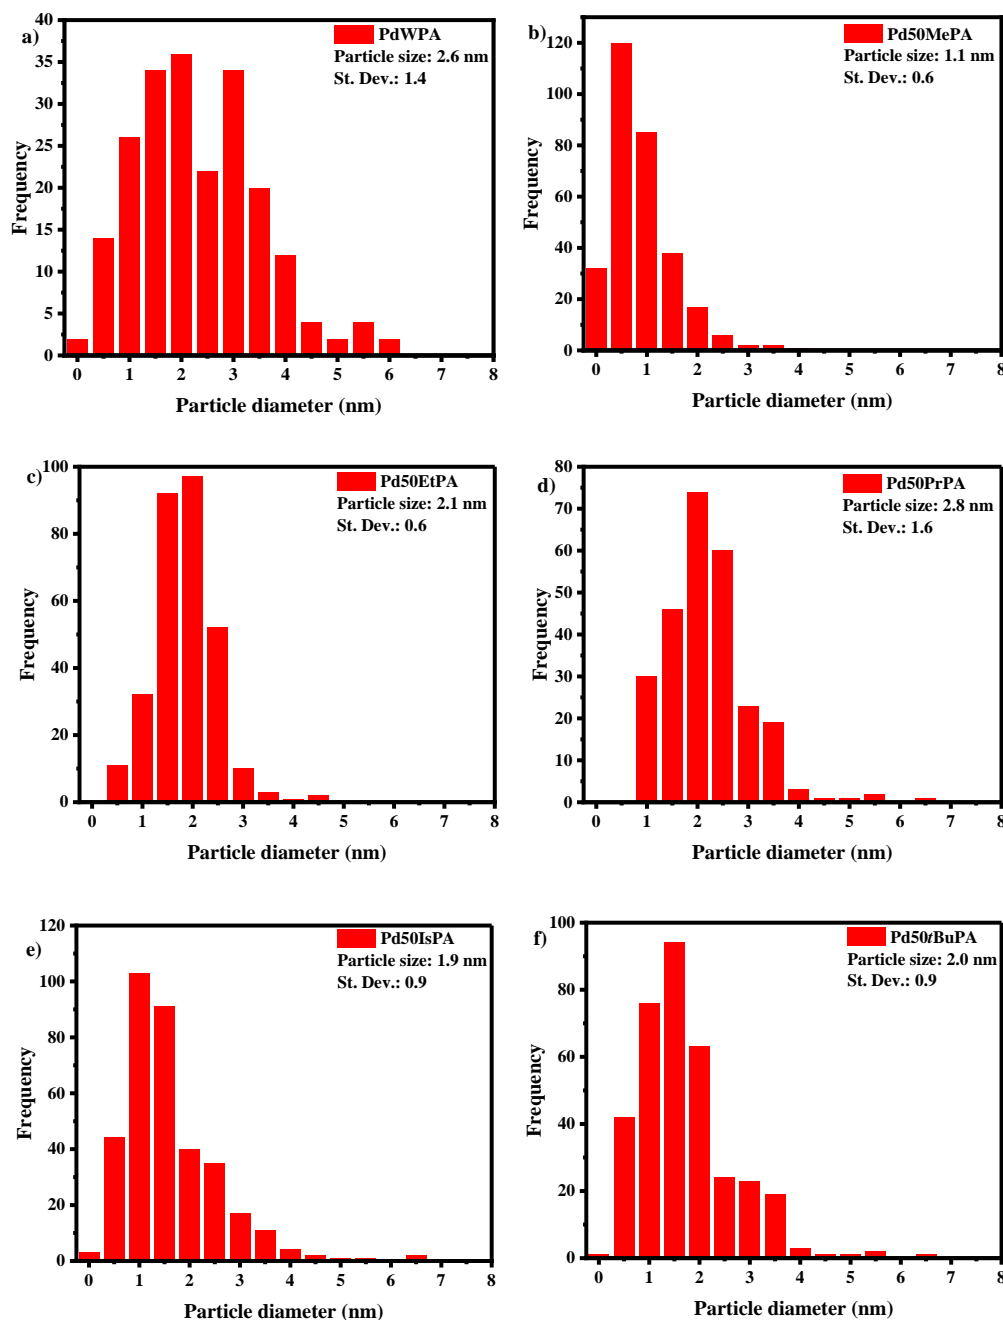 a)
PdWPA
Particle size: 2.6 nm
St. Dev.: 1.4
40
35
30
25
20
15
10
5
0
Frequency
0 1 2 3 4 5 6 7 8
Particle diameter (nm)
b)
Pd50MePA
Particle size: 1.1 nm
St. Dev.: 0.6
120
100
80
60
40
20
0
Frequency
0 1 2 3 4 5 6 7 8
Particle diameter (nm)
c)
Pd50EtPA
Particle size: 2.1 nm
St. Dev.: 0.6
100
80
60
40
20
0
Frequency
0 1 2 3 4 5 6 7 8
Particle diameter (nm)
d)
Pd50PrPA
Particle size: 2.8 nm
St. Dev.: 1.6
80
70
60
50
40
30
20
10
0
Frequency
0 1 2 3 4 5 6 7 8
Particle diameter (nm)
e)
Pd50IsPA
Particle size: 1.9 nm
St. Dev.: 0.9
120
100
80
60
40
20
0
Frequency
0 1 2 3 4 5 6 7 8
Particle diameter (nm)
f)
Pd50tBuPA
Particle size: 2.0 nm
St. Dev.: 0.9
100
80
60
40
20
0
Frequency
0 1 2 3 4 5 6 7 8
Particle diameter (nm)